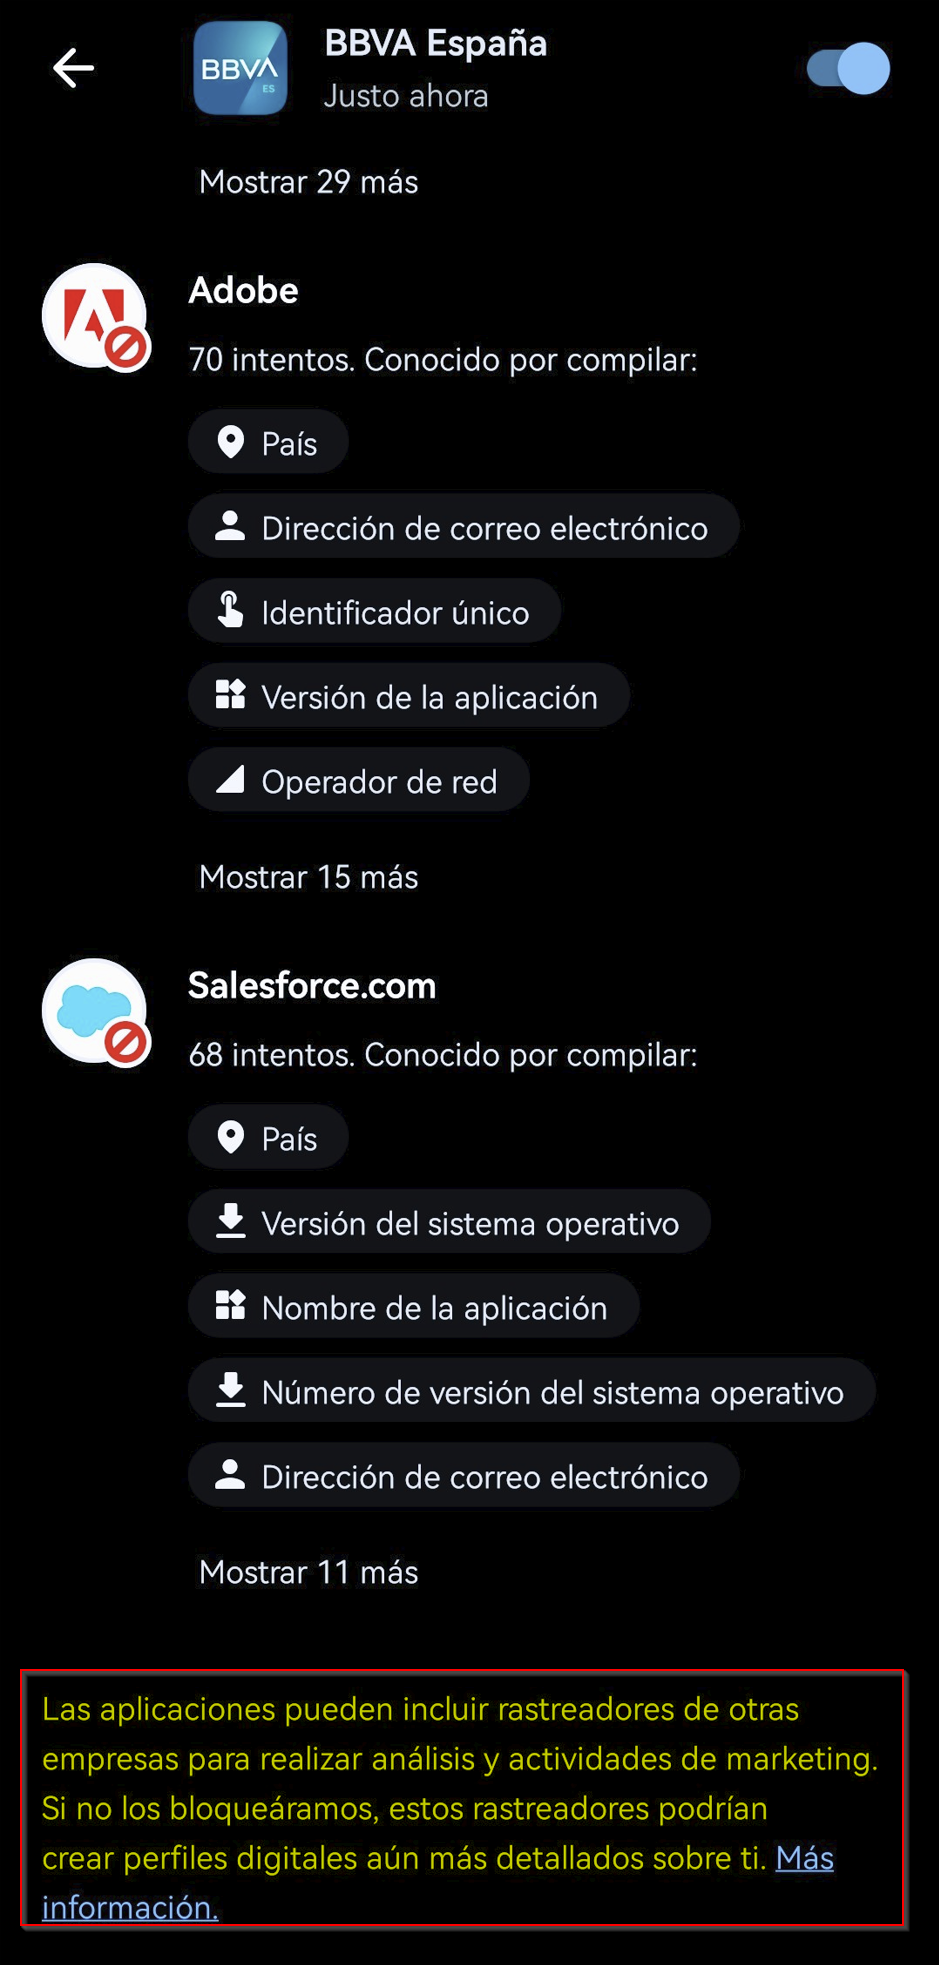 BBVA España
BBVA
ES
Justo ahora
Mostrar 29 más
Adobe
70 intentos. Conocido por compilar:
País
Dirección de correo electrónico
Identificador único
Versión de la aplicación
Operador de red
Mostrar 15 más
Salesforce.com
68 intentos. Conocido por compilar:
País
Versión del sistema operativo
Nombre de la aplicación
Número de versión del sistema operativo
Dirección de correo electrónico
Mostrar 11 más
Las aplicaciones pueden incluir rastreadores de otras
empresas para realizar análisis y actividades de marketing.
Si no los bloqueáramos, estos rastreadores podrían
crear perfiles digitales aún más detallados sobre ti. Más
información.